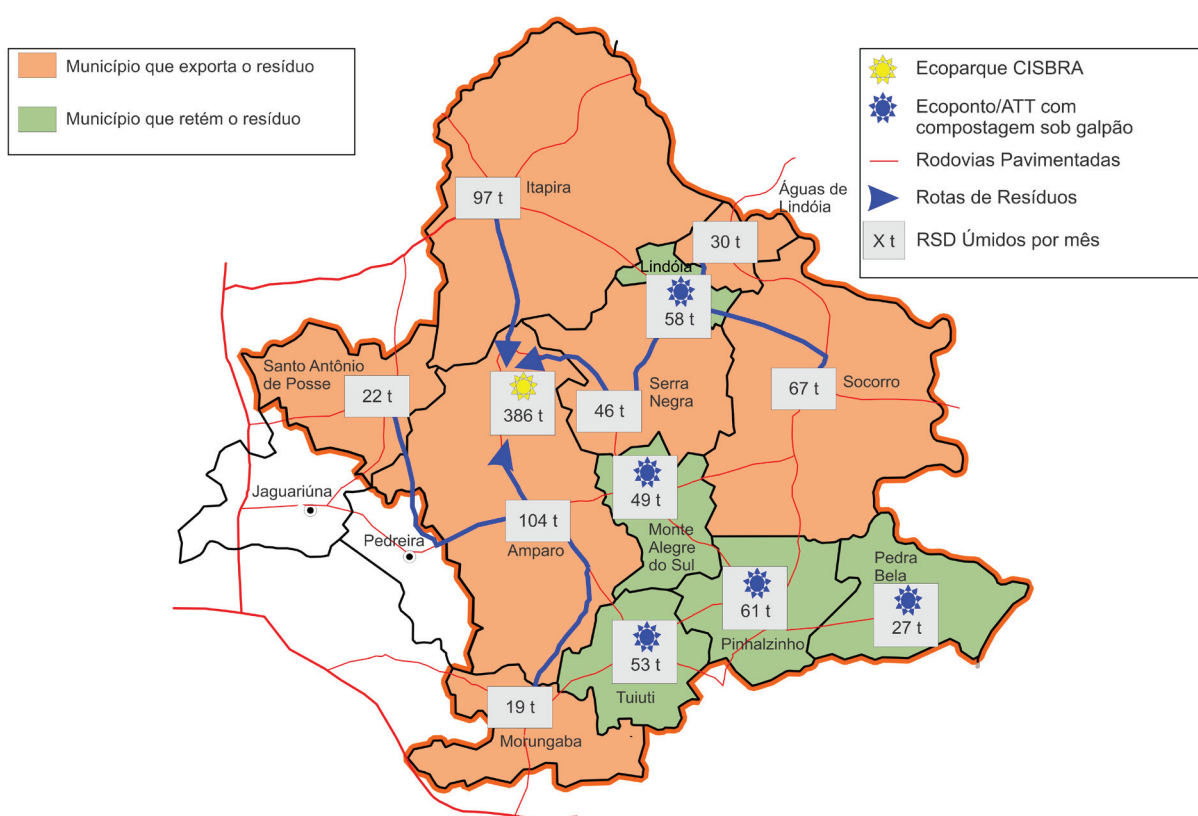 Município que exporta o resíduo
Município que retém o resíduo
Ecoparque CISBRA
Ecoponto/ATT com
compostagem sob galpão
Rodovias Pavimentadas
Rotas de Resíduos
X t
RSD Úmidos por mês
97 t
Itapira
Águas de
Lindóia
30 t
Lindóia
58 t
Santo Antônio
de Posse
22 t
386 t
46 t
Serra
Negra
67 t
Socorro
Jaguariúna
Pedreira
104 t
Amparo
49 t
Monte
Alegre
do Sul
61 t
Pinhalzinho
Pedra
Bela
27 t
53 t
Tuiuti
19 t
Morungaba